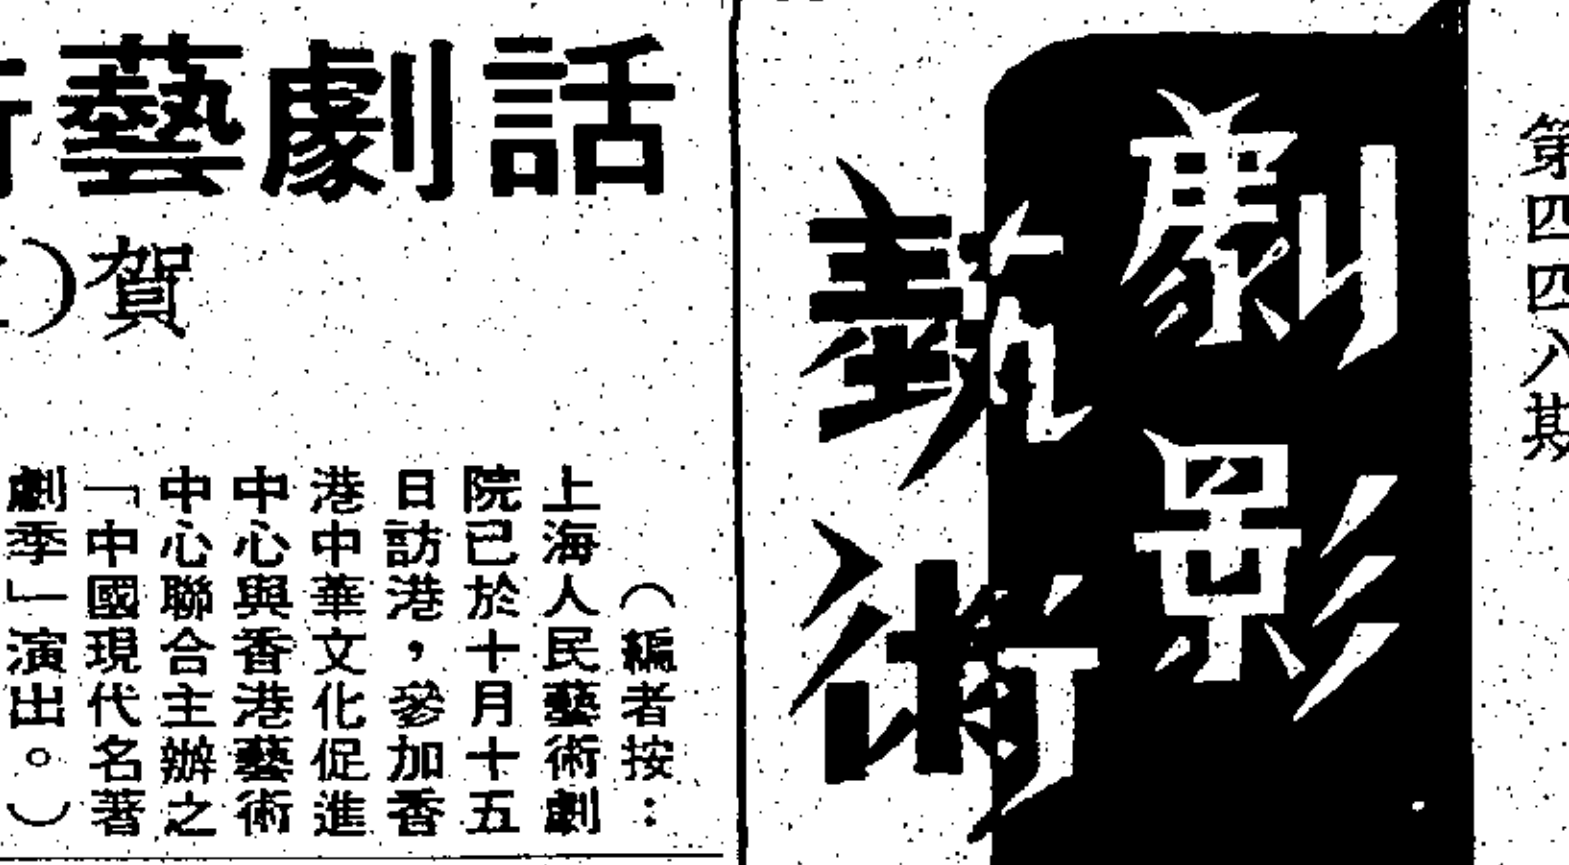 第四四八期
劇影
藝術
話劇藝
賀
（編者按：
上海人民藝術劇
院已於十月十五
日訪港，參加香
港中華文化促進
中心與香港藝術
中心聯合主辦之
「中國現代名著
劇季」演出。）